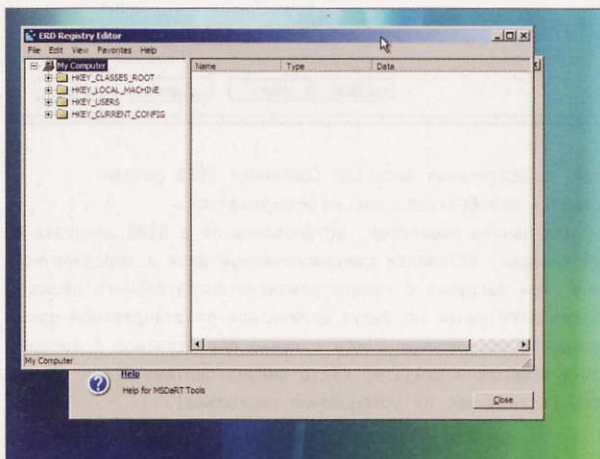 ERD Registry Editor
File Edit View Favorites Help
My Computer
HKEY_CLASSES_ROOT
HKEY_LOCAL_MACHINE
HKEY_USERS
HKEY_CURRENT_CONFIG
Name Type Data
My Computer
Help
Help for MSDaRT Tools
Close